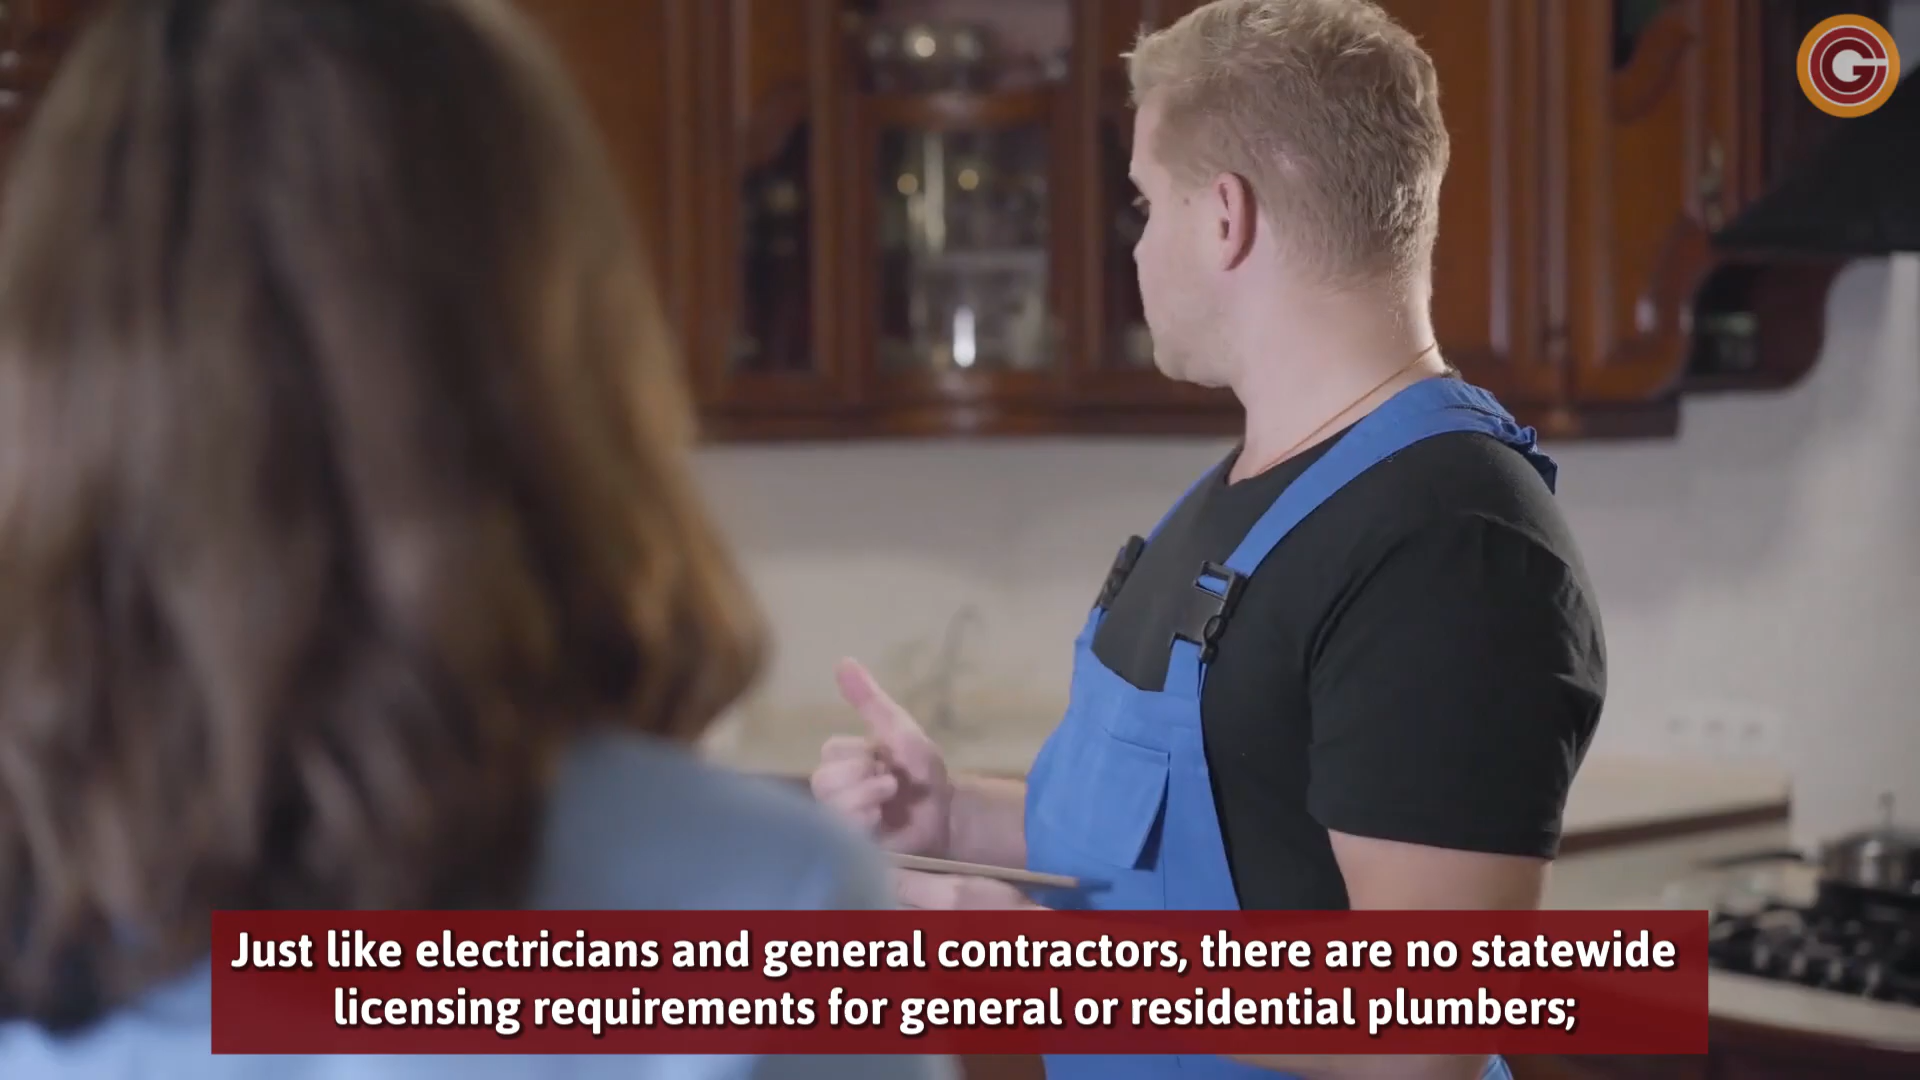 Just like electricians and general contractors, there are no statewide
licensing requirements for general or residential plumbers;